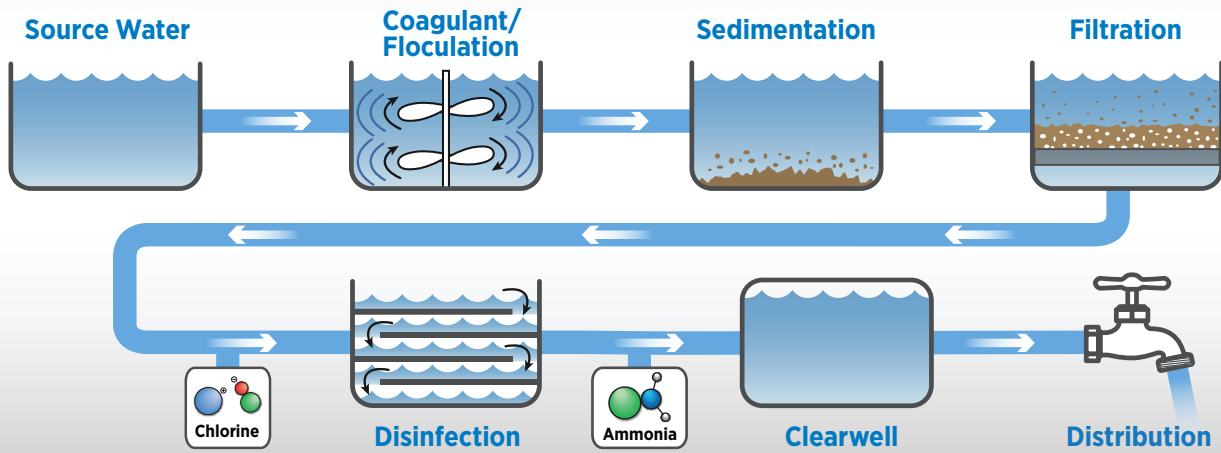 Source Water
Coagulant/
Floculation
Sedimentation
Filtration
Chlorine
Disinfection
Ammonia
Clearwell
Distribution